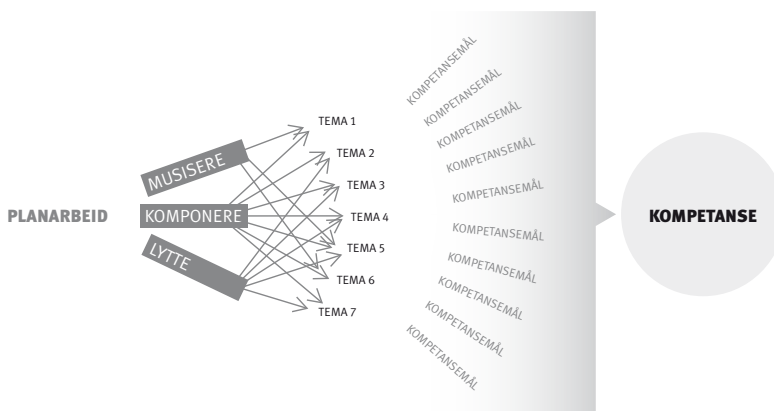 PLANARBEID
MUSISERE
KOMPONERE
LYTTE
TEMA 1
TEMA 2
TEMA 3
TEMA 4
TEMA 5
TEMA 6
TEMA 7
KOMPETANSEMÅL
KOMPETANSEMÅL
KOMPETANSEMÅL
KOMPETANSEMÅL
KOMPETANSEMÅL
KOMPETANSEMÅL
KOMPETANSEMÅL
KOMPETANSEMÅL
KOMPETANSEMÅL
KOMPETANSEMÅL
KOMPETANSE